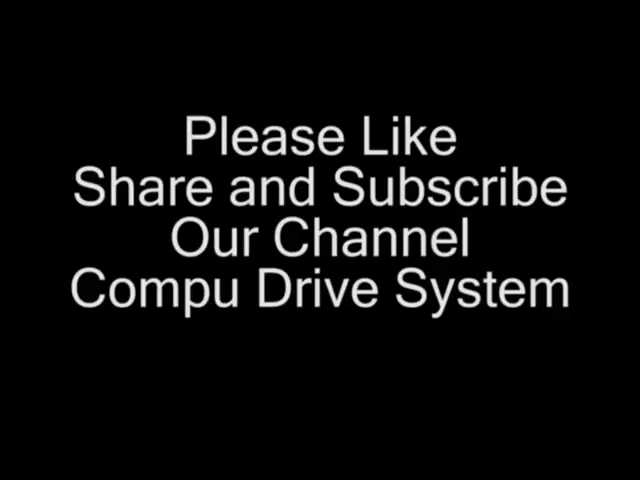 Please Like
Share and Subscribe
Our Channel
Compu Drive System